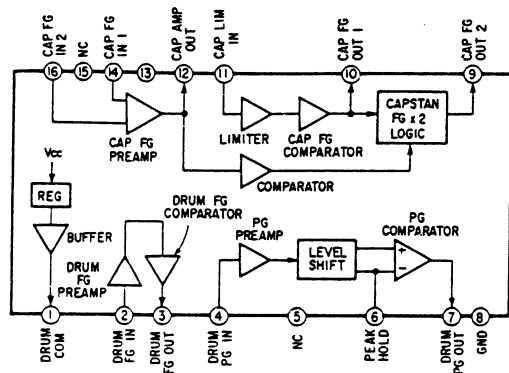 CAP FG
IN 2
NC
CAP FG
IN 1
CAP AMP
OUT
CAP LIM
IN
CAP FG
OUT 1
CAP FG
OUT 2
16
15
14
13
12
11
10
9
CAP FG
PREAMP
LIMITER
CAP FG
COMPARATOR
CAPSTAN
FG x 2
LOGIC
COMPARATOR
Vcc
REG
BUFFER
DRUM FG
PREAMP
DRUM FG
COMPARATOR
PG
PREAMP
LEVEL
SHIFT
PG
COMPARATOR
+
−
1
2
3
4
5
6
7
8
DRUM
COM
DRUM
FG IN
DRUM
FG OUT
DRUM
PG IN
NC
PEAK
HOLD
DRUM
PG OUT
GND